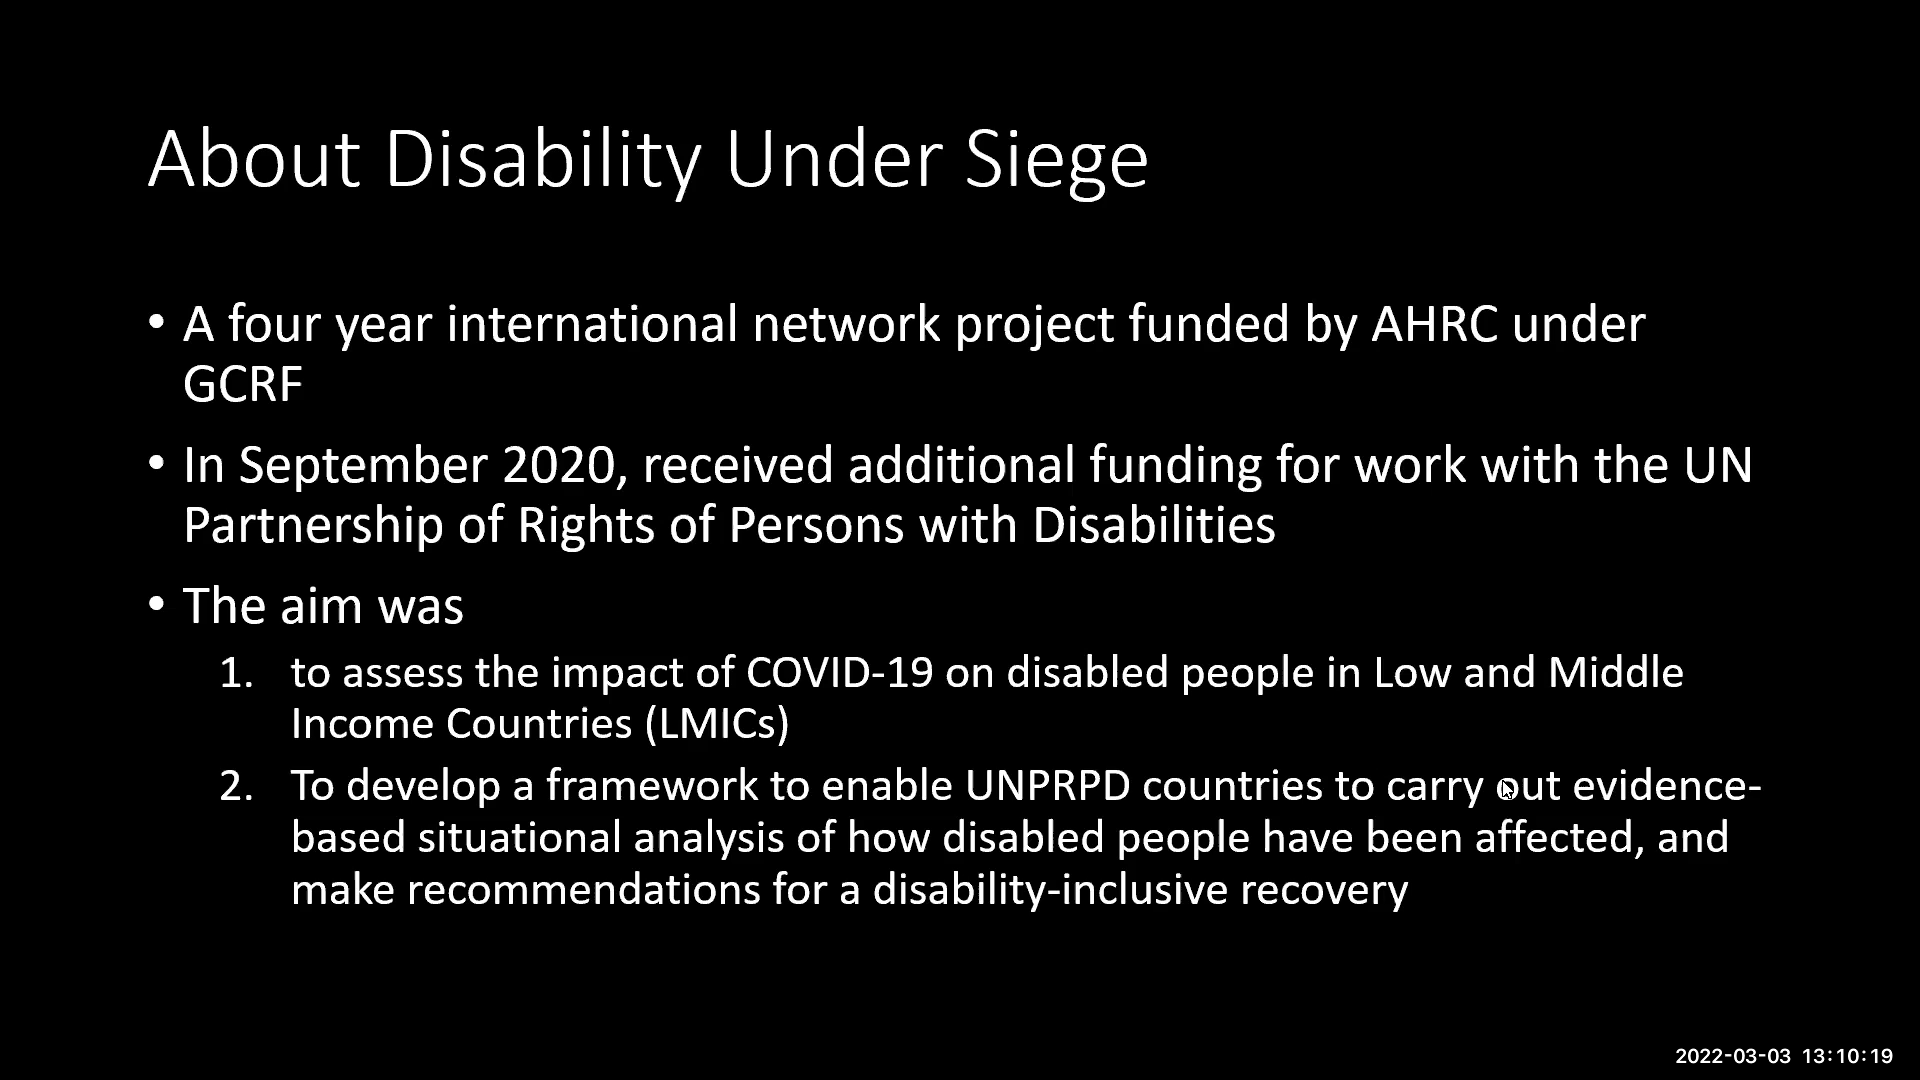 About Disability Under Siege
• A four year international network project funded by AHRC under
GCRF
• In September 2020, received additional funding for work with the UN
Partnership of Rights of Persons with Disabilities
• The aim was
1. to assess the impact of COVID-19 on disabled people in Low and Middle
Income Countries (LMICs)
2. To develop a framework to enable UNPRPD countries to carry out evidence-
based situational analysis of how disabled people have been affected, and
make recommendations for a disability-inclusive recovery
2022-03-03 13:10:19